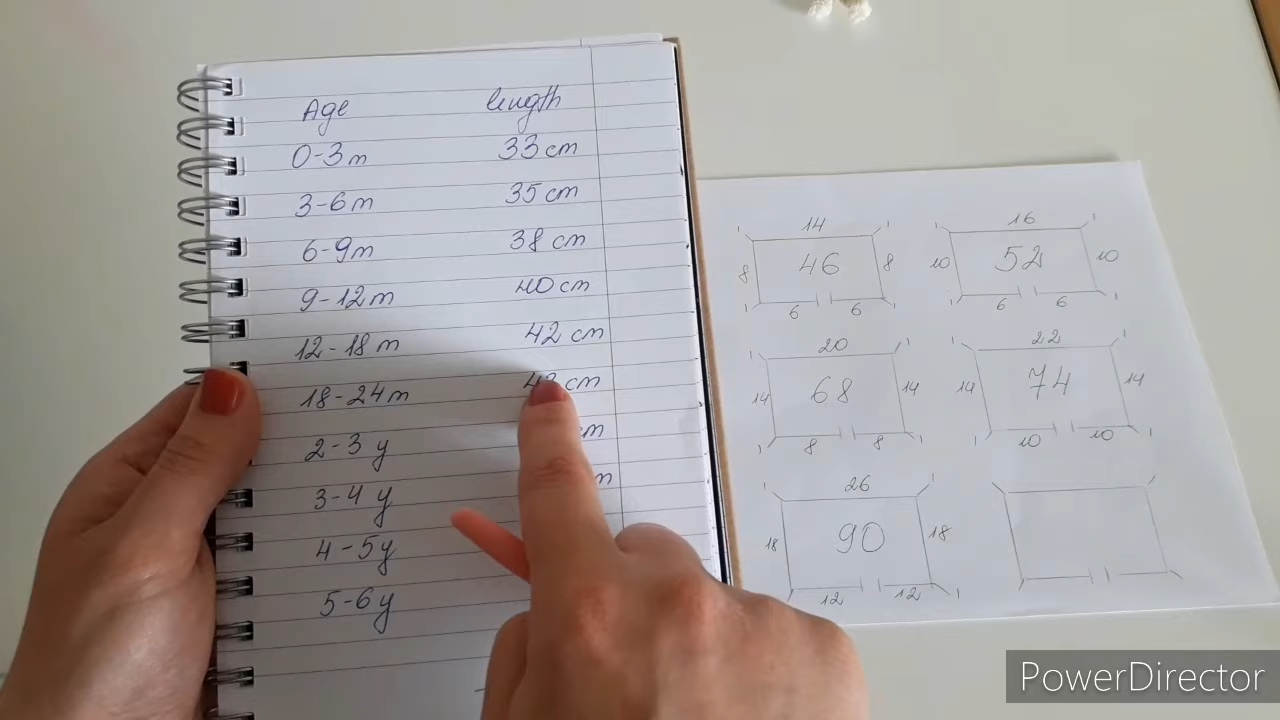 Age length
0-3m 33 cm
3-6m 35 cm
6-9m 38 cm
9-12m 40 cm
12-18 m 42 cm
18-24m cm
2-3 y cm
3-4 y
4-5y
5-6y
14
8 46 8
6 6
16
10 52 10
6 6
20
14 68 14
8 8
22
14 74 14
10 10
26
18 90 18
12 12
PowerDirector